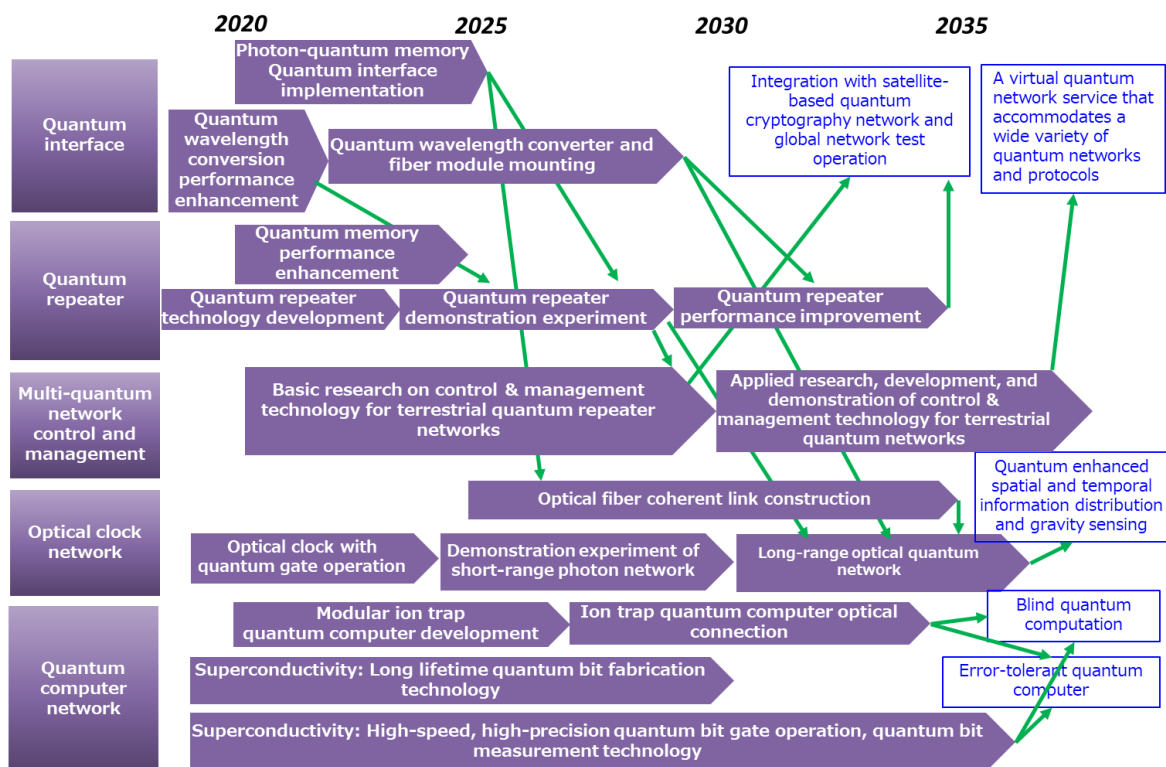 2020
2025
2030
2035
Quantum
interface
Photon-quantum memory
Quantum interface
implementation
Quantum
wavelength
conversion
performance
enhancement
Quantum wavelength converter and
fiber module mounting
Integration with satellite-
based quantum
cryptography network and
global network test
operation
A virtual quantum
network service that
accommodates a
wide variety of
quantum networks
and protocols
Quantum
repeater
Quantum memory
performance
enhancement
Quantum repeater
technology development
Quantum repeater
demonstration experiment
Quantum repeater
performance improvement
Multi-quantum
network
control and
management
Basic research on control & management
technology for terrestrial quantum repeater
networks
Applied research, development, and
demonstration of control &
management technology for terrestrial
quantum networks
Optical clock
network
Optical fiber coherent link construction
Quantum enhanced
spatial and temporal
information distribution
and gravity sensing
Optical clock with
quantum gate operation
Demonstration experiment of
short-range photon network
Long-range optical quantum
network
Quantum
computer
network
Modular ion trap
quantum computer development
Ion trap quantum computer optical
connection
Blind quantum
computation
Superconductivity: Long lifetime quantum bit fabrication
technology
Error-tolerant quantum
computer
Superconductivity: High-speed, high-precision quantum bit gate operation, quantum bit
measurement technology